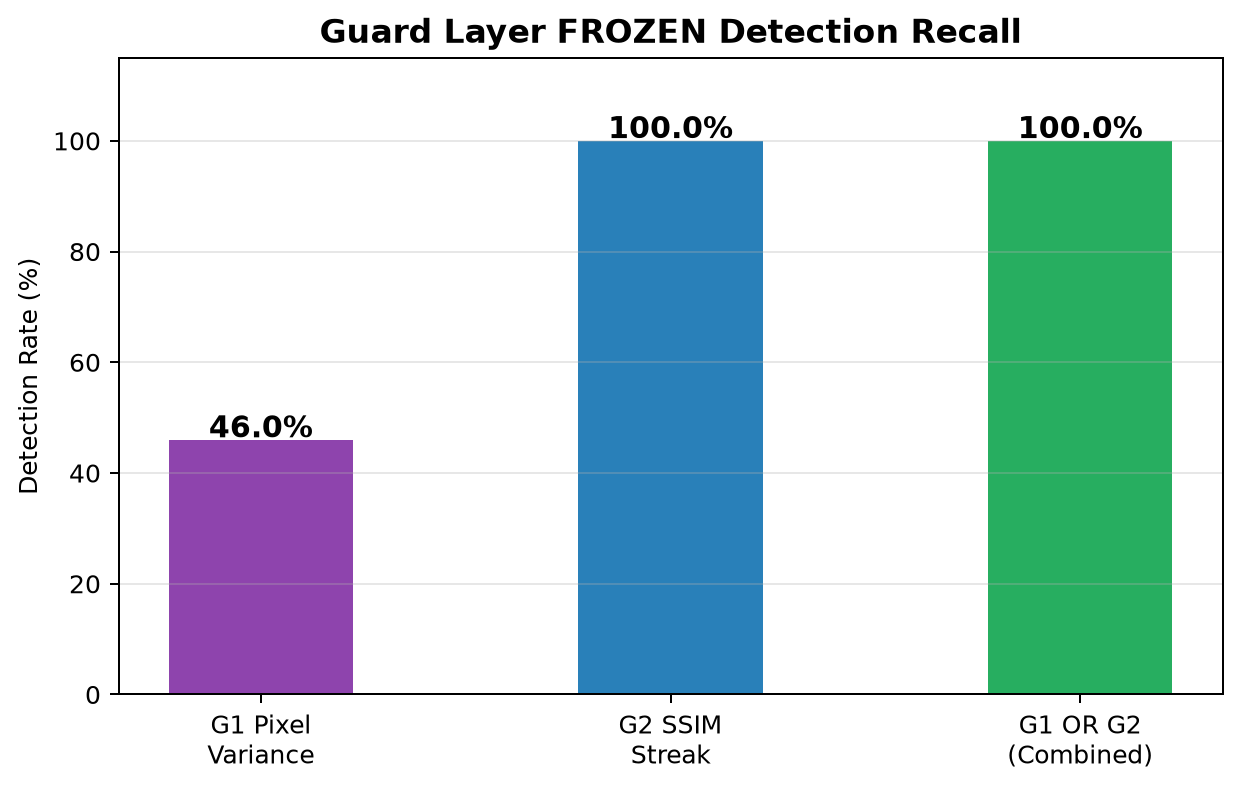 Guard Layer FROZEN Detection Recall
Detection Rate (%)
100
80
60
40
20
0
46.0%
100.0%
100.0%
G1 Pixel
Variance
G2 SSIM
Streak
G1 OR G2
(Combined)